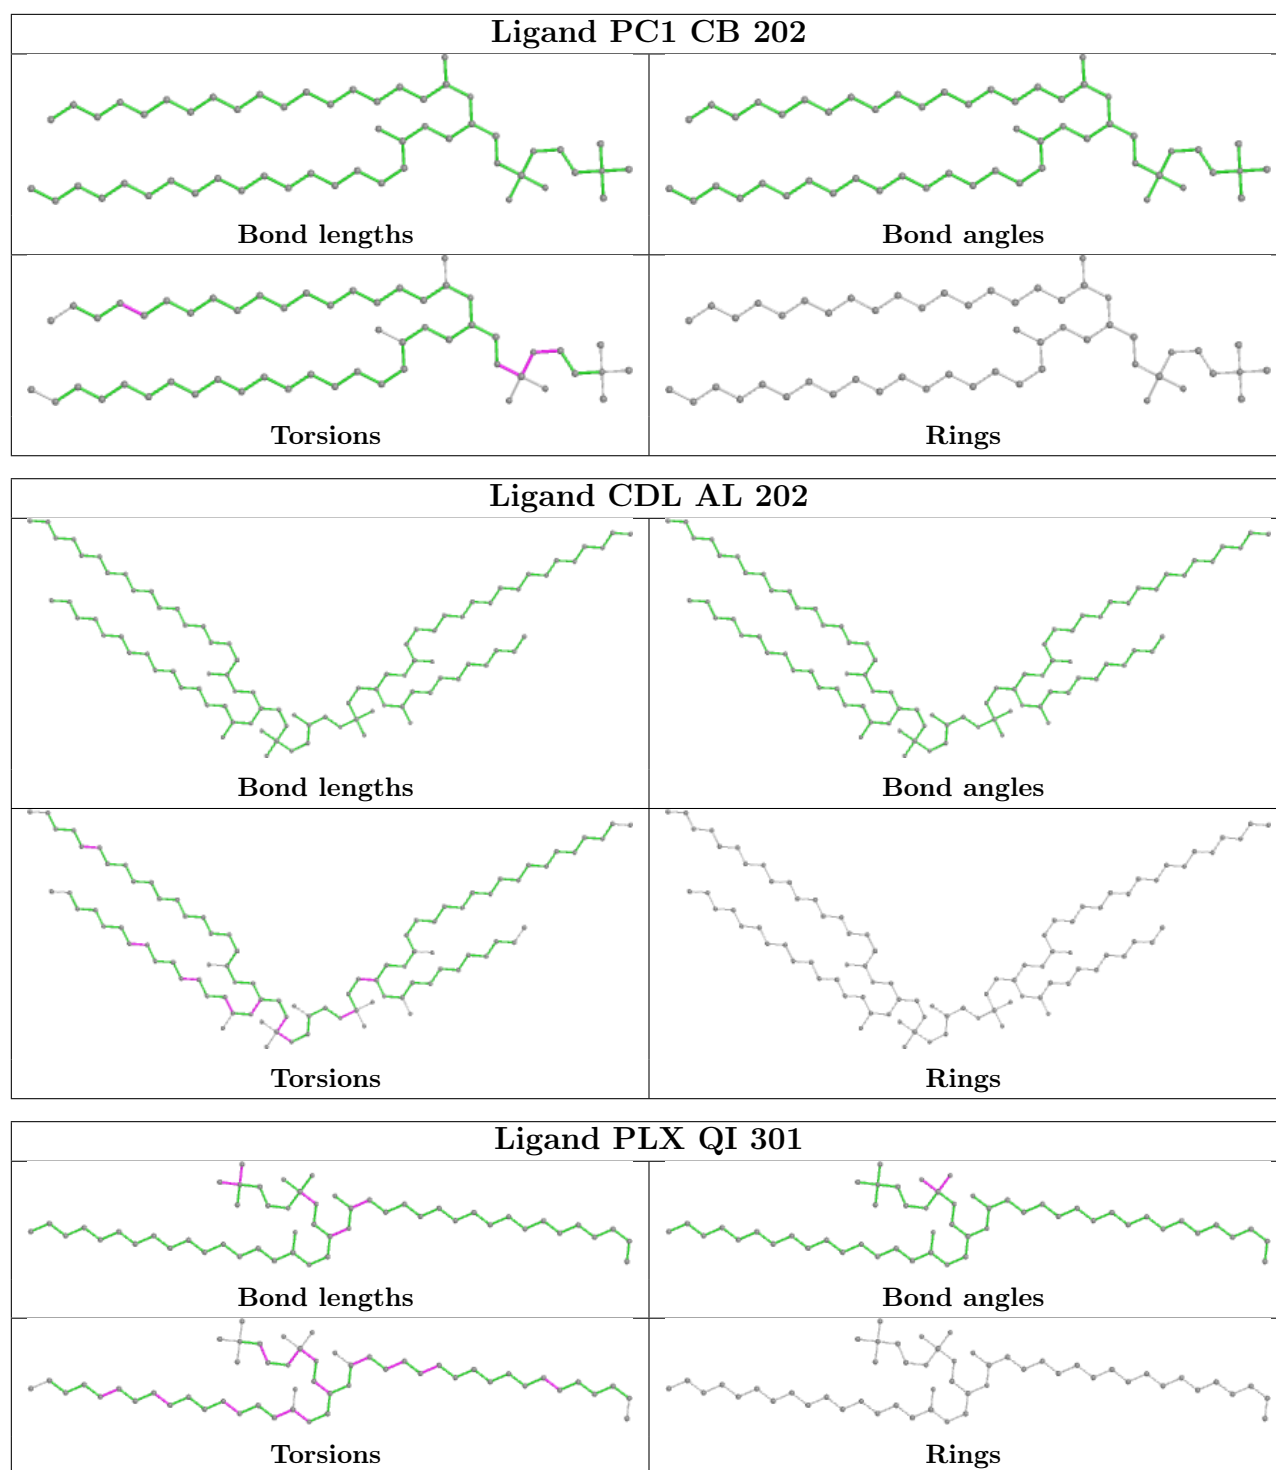 Ligand PC1 CB 202
Bond lengths
Bond angles
Torsions
Rings
Ligand CDL AL 202
Bond lengths
Bond angles
Torsions
Rings
Ligand PLX QI 301
Bond lengths
Bond angles
Torsions
Rings